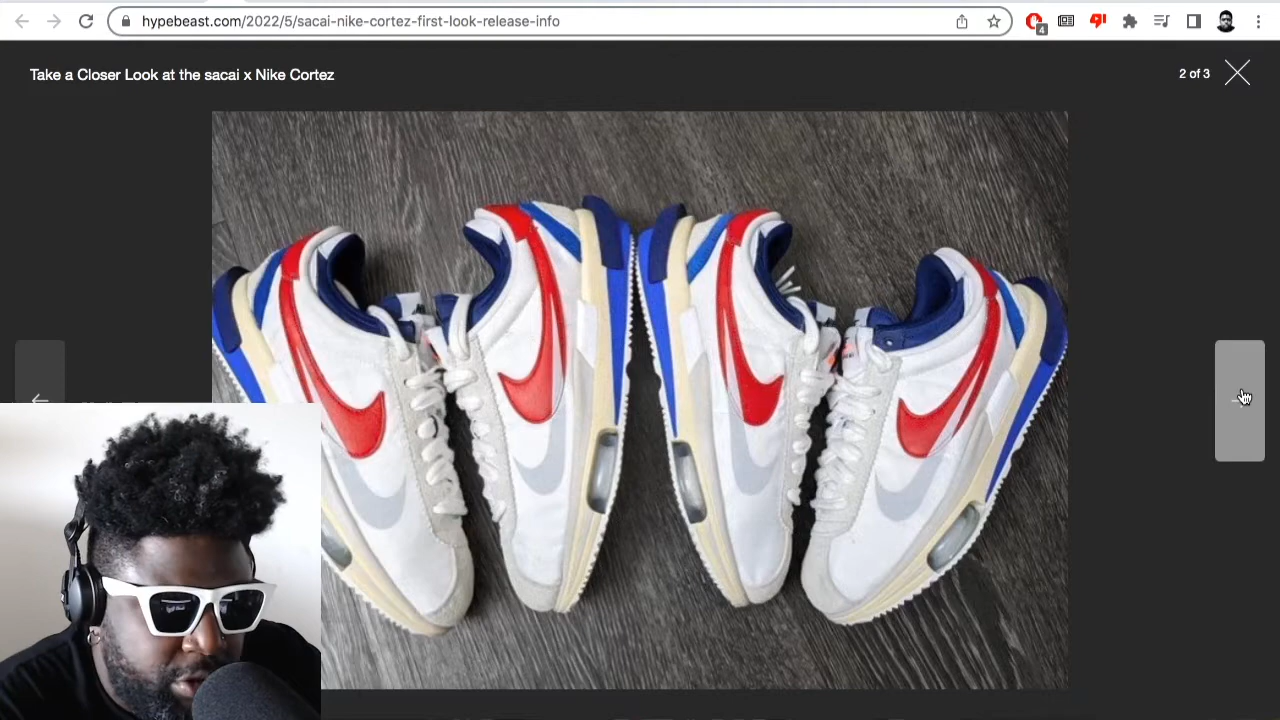 hypebeast.com/2022/5/sacai-nike-cortez-first-look-release-info
4
Take a Closer Look at the sacai x Nike Cortez
2 of 3